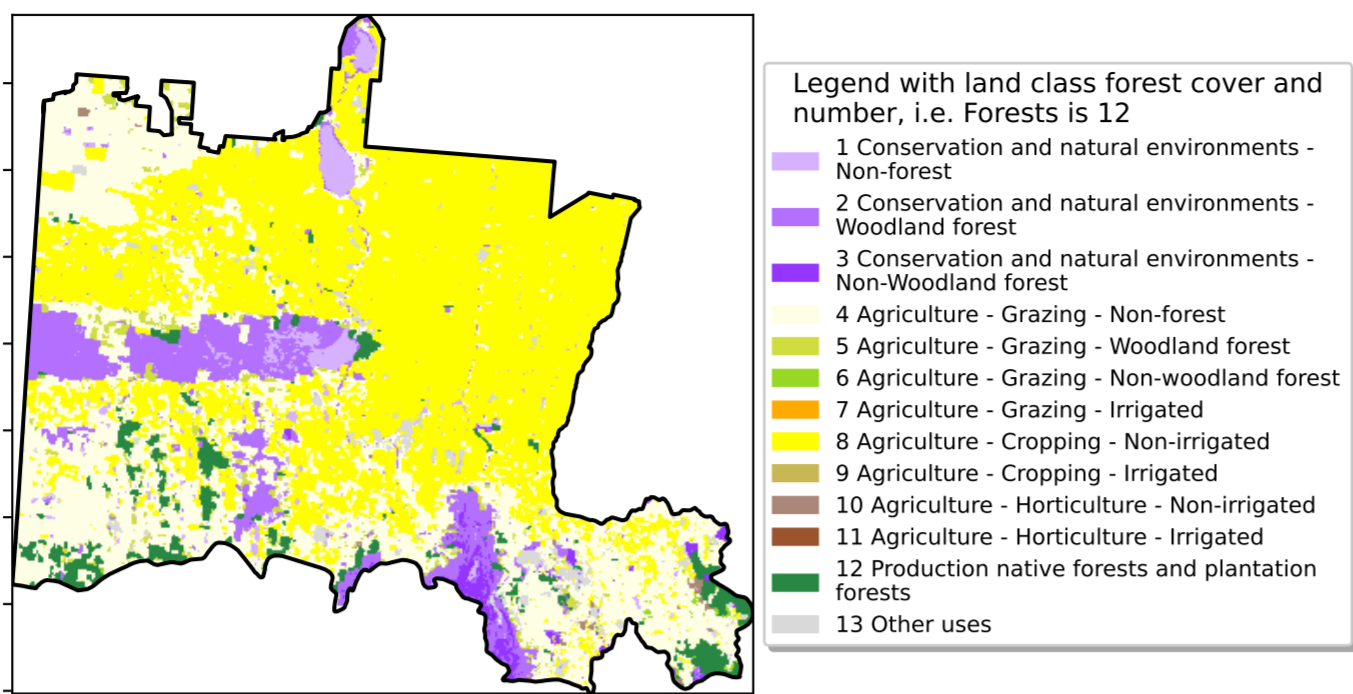 Legend with land class forest cover and
number, i.e. Forests is 12
1 Conservation and natural environments -
Non-forest
2 Conservation and natural environments -
Woodland forest
3 Conservation and natural environments -
Non-Woodland forest
4 Agriculture - Grazing - Non-forest
5 Agriculture - Grazing - Woodland forest
6 Agriculture - Grazing - Non-woodland forest
7 Agriculture - Grazing - Irrigated
8 Agriculture - Cropping - Non-irrigated
9 Agriculture - Cropping - Irrigated
10 Agriculture - Horticulture - Non-irrigated
11 Agriculture - Horticulture - Irrigated
12 Production native forests and plantation
forests
13 Other uses